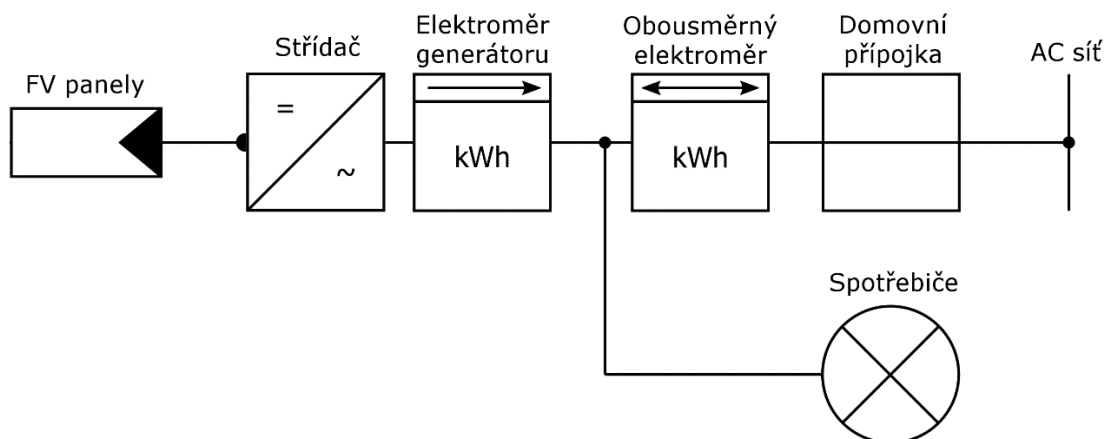 FV panely
Střídač
=
~
Elektroměr
generátoru
kWh
Obousměrný
elektroměr
kWh
Domovní
přípojka
AC síť
Spotřebiče